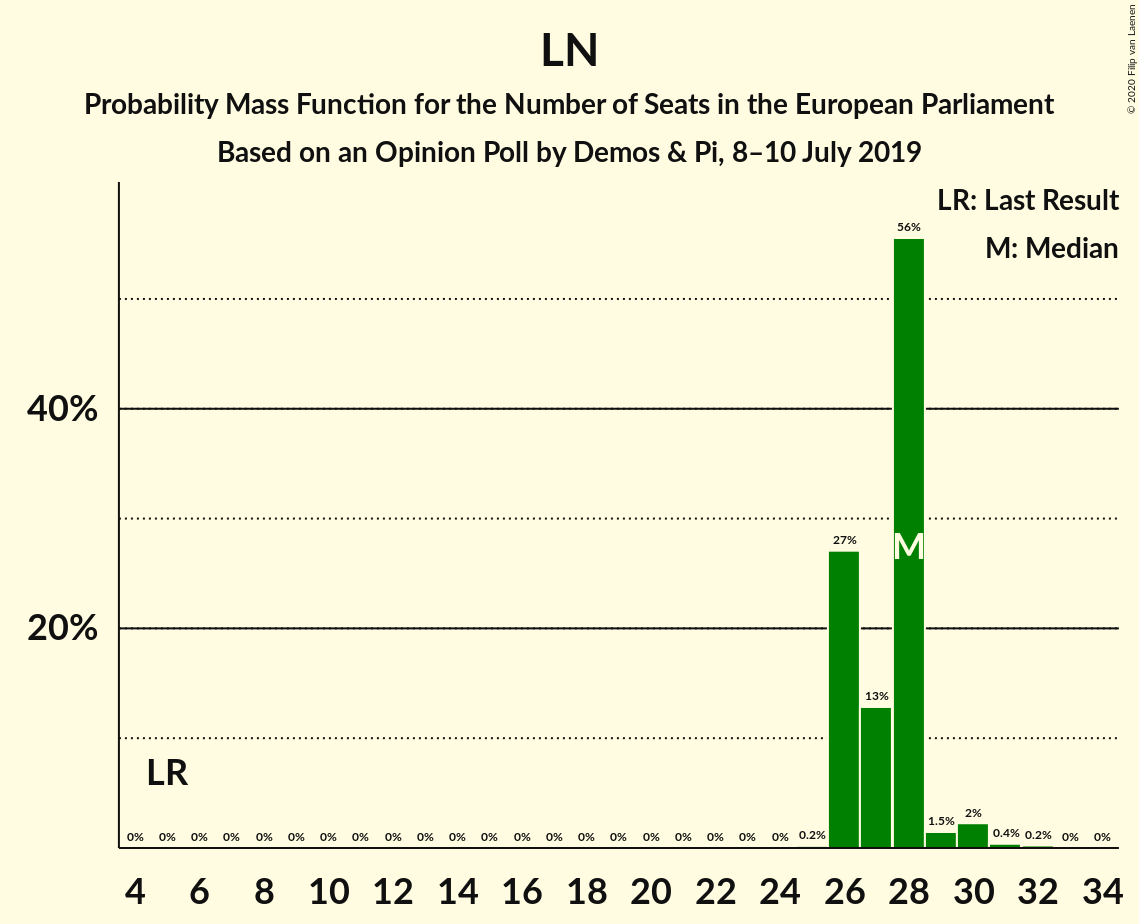 LN
Probability Mass Function for the Number of Seats in the European Parliament
Based on an Opinion Poll by Demos & Pi, 8–10 July 2019
© 2020 Filip van Laenen
LR: Last Result
M: Median
56%
40%
27%
M
20%
13%
LR
0% 0% 0% 0% 0% 0% 0% 0% 0% 0% 0% 0% 0% 0% 0% 0% 0% 0% 0% 0% 0% 0.2% 1.5% 2% 0.4% 0.2% 0% 0%
4 6 8 10 12 14 16 18 20 22 24 26 28 30 32 34